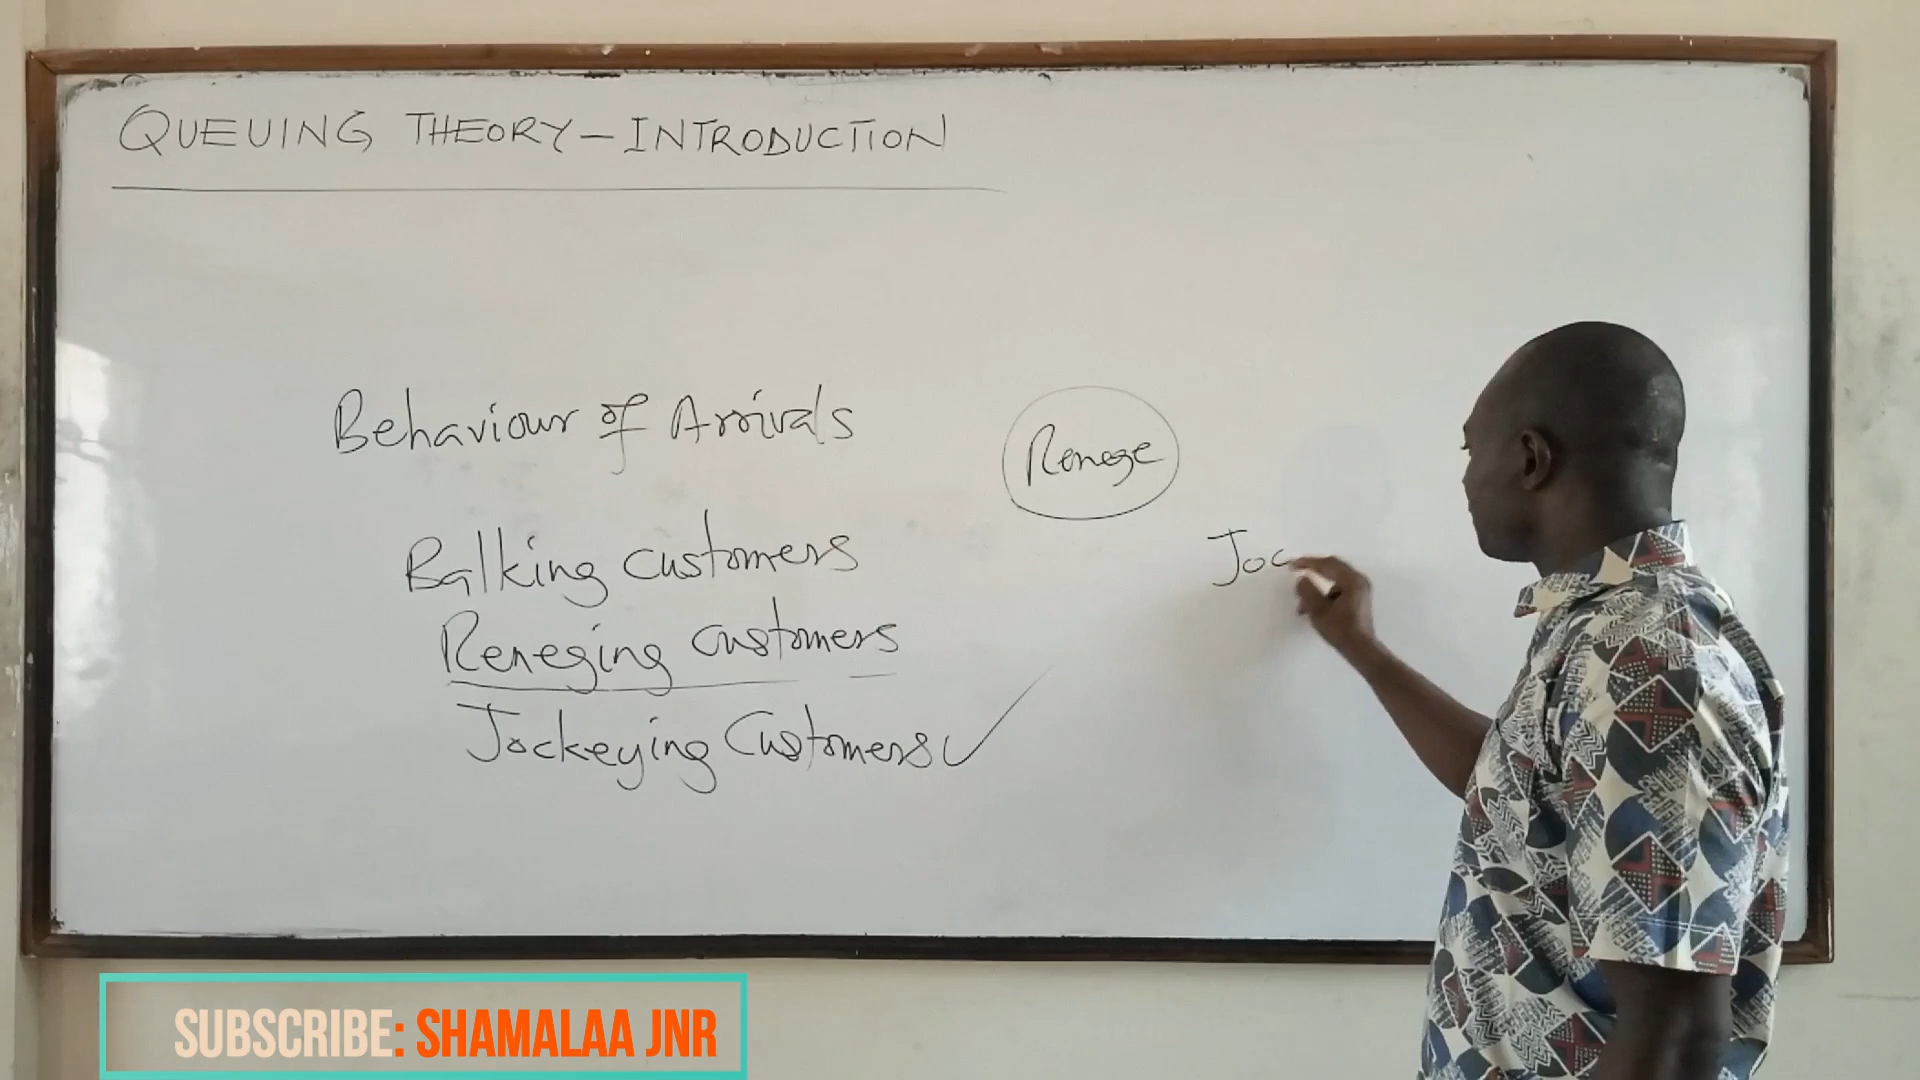 QUEUING THEORY - INTRODUCTION
Behaviour of Arrivals
Renege
Balking customers
Joc
Reneging customers
Jockeying Customers ✓
SUBSCRIBE: SHAMALAA JNR